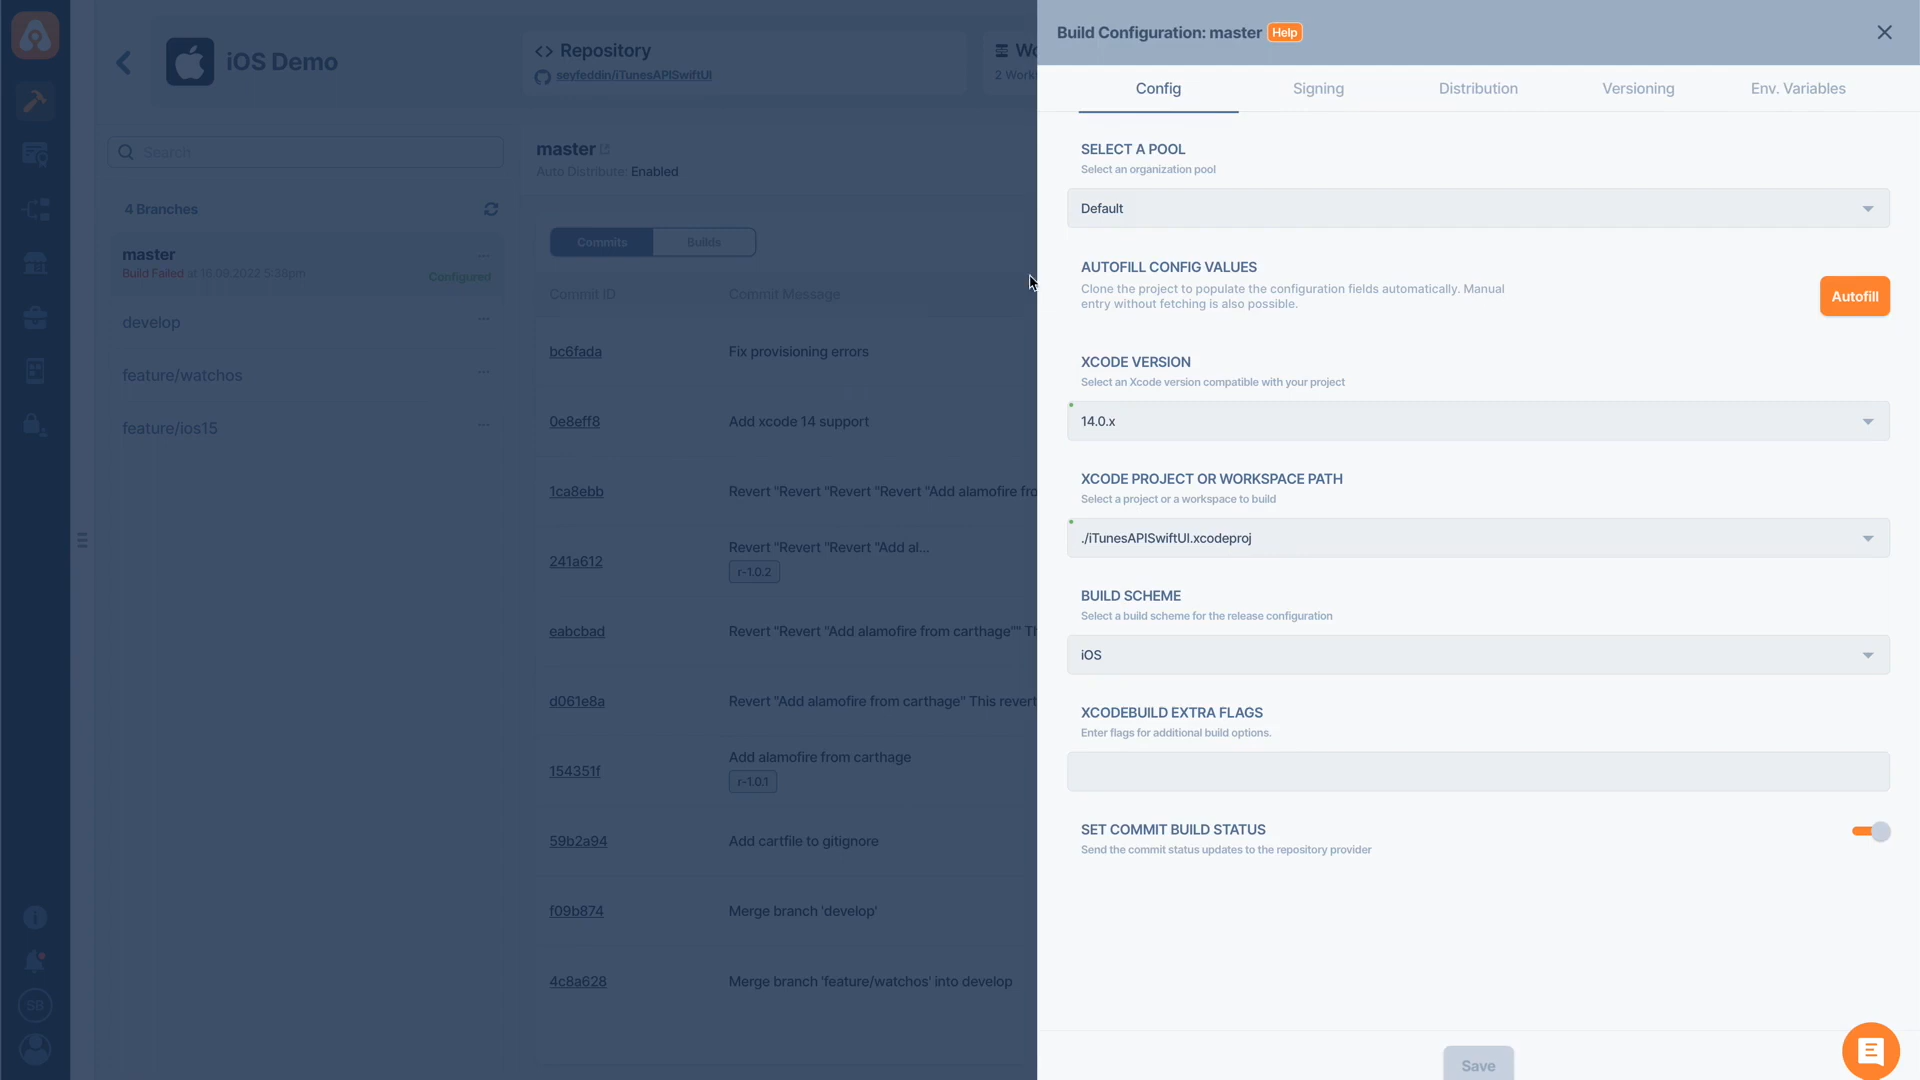 iOS Demo
<> Repository
seyfeddin/iTunesAPISwiftUI
Wo
2 Work
Search
4 Branches
master
Build Failed at 16.09.2022 5:38pm
Configured
develop
feature/watchos
feature/ios15
SB
master
Auto Distribute: Enabled
Commits
Builds
Commit ID
Commit Message
bc6fada
Fix provisioning errors
0e8eff8
Add xcode 14 support
1ca8ebb
Revert "Revert "Revert "Revert "Add alamofire fro
241a612
Revert "Revert "Revert "Add al...
r-1.0.2
eabcbad
Revert "Revert "Add alamofire from carthage"" Th
d061e8a
Revert "Add alamofire from carthage" This revert
154351f
Add alamofire from carthage
r-1.0.1
59b2a94
Add cartfile to gitignore
f09b874
Merge branch 'develop'
4c8a628
Merge branch 'feature/watchos' into develop
Build Configuration: master Help
Config
Signing
Distribution
Versioning
Env. Variables
SELECT A POOL
Select an organization pool
Default
AUTOFILL CONFIG VALUES
Clone the project to populate the configuration fields automatically. Manual
entry without fetching is also possible.
Autofill
XCODE VERSION
Select an Xcode version compatible with your project
14.0.x
XCODE PROJECT OR WORKSPACE PATH
Select a project or a workspace to build
./iTunesAPISwiftUI.xcodeproj
BUILD SCHEME
Select a build scheme for the release configuration
iOS
XCODEBUILD EXTRA FLAGS
Enter flags for additional build options.
SET COMMIT BUILD STATUS
Send the commit status updates to the repository provider
Save